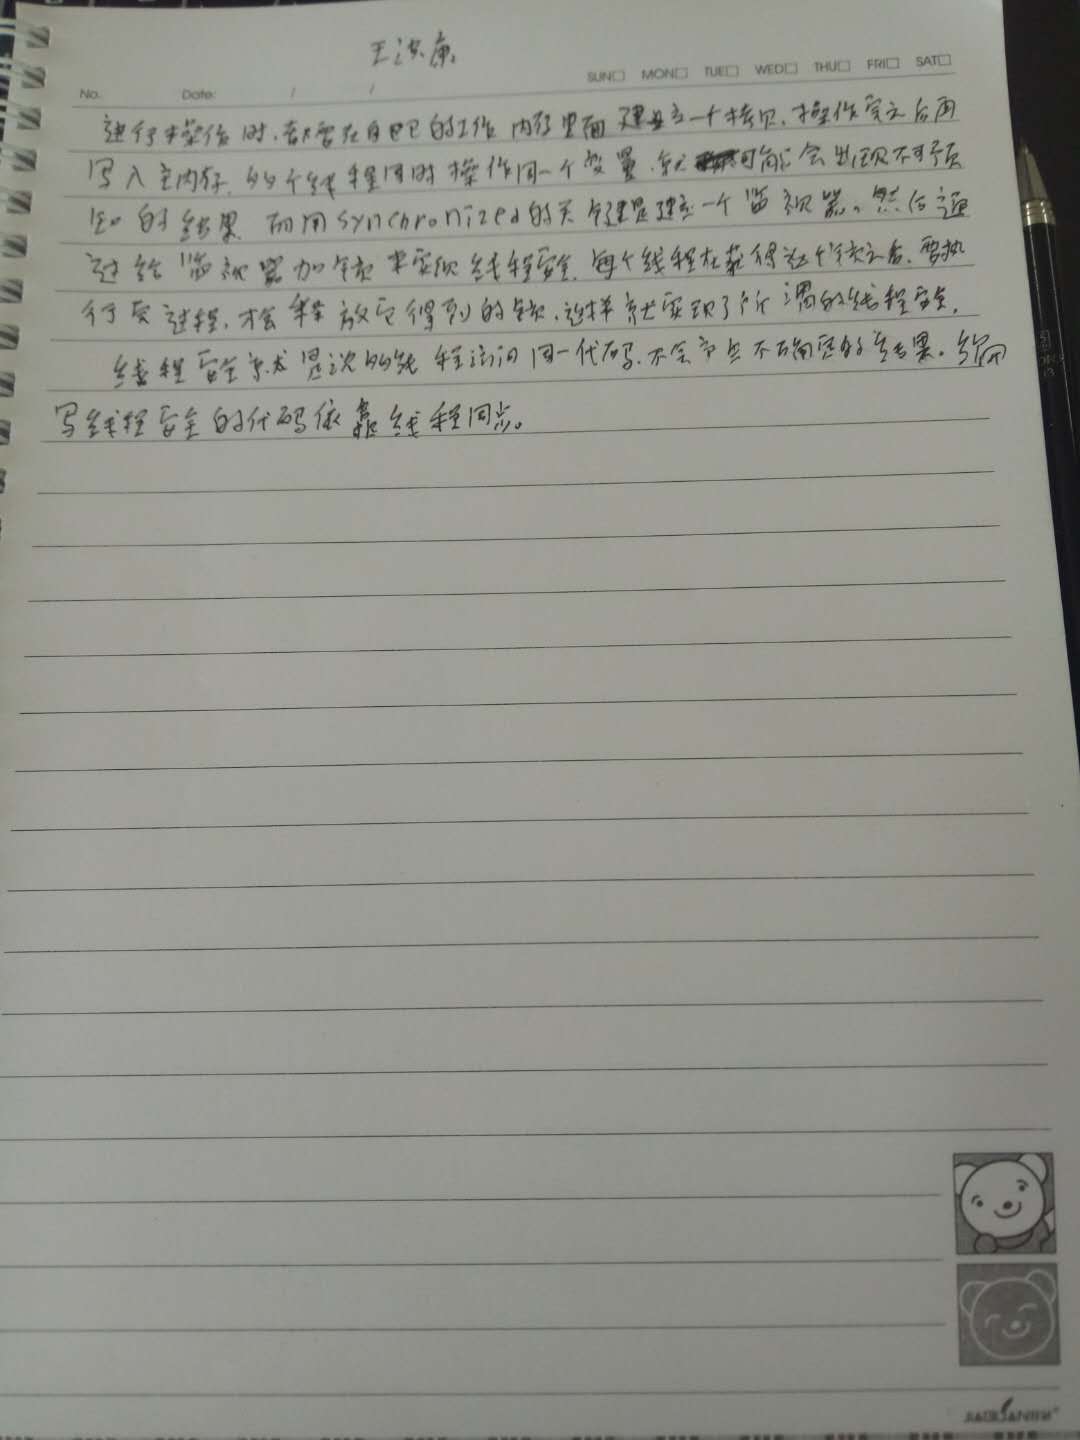 王洪康
No. Date: / / SUN□ MON□ TUE□ WED□ THU□ FRI□ SAT□
进行操作时,都要在自己的工作内存里面建立一个拷贝,操作完之后再
写入主内存,多个线程同时操作同一个变量,就可能会出现不可预
知的结果 而用synchronized的关键是建立一个监视器。然后通
过给监视器加锁来实现线程安全,每个线程在获得这个锁之后,要执
行完过程,才会释放它得到的锁,这样就实现了所谓的线程安全,
线程安全就是说多线程访问同一代码,不会产生不确定的结果。编
写线程安全的代码依靠线程同步。